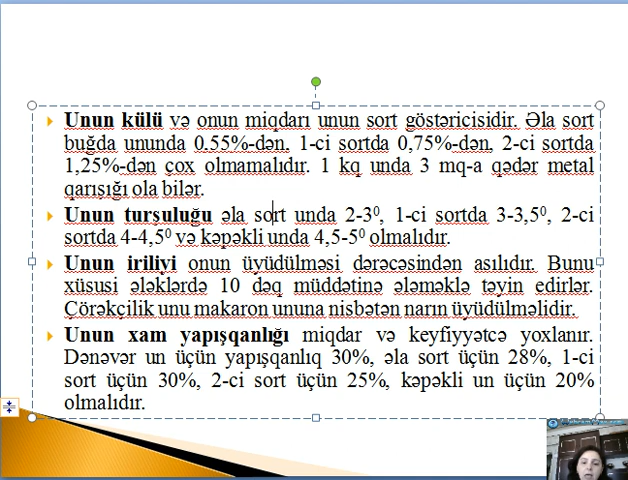 Unun külü və onun miqdarı unun sort göstəricisidir. Əla sort
buğda ununda 0.55%-dən, 1-ci sortda 0,75%-dən, 2-ci sortda
1,25%-dən çox olmamalıdır. 1 kq unda 3 mq-a qədər metal
qarışığı ola bilər.
Unun turşuluğu əla sort unda 2-3⁰, 1-ci sortda 3-3,5⁰, 2-ci
sortda 4-4,5⁰ və kəpəkli unda 4,5-5⁰ olmalıdır.
Unun iriliyi onun üyüdülməsi dərəcəsindən asılıdır. Bunu
xüsusi ələklərdə 10 dəq müddətinə ələməklə təyin edirlər.
Çörəkçilik unu makaron ununa nisbətən narın üyüdülməlidir.
Unun xam yapışqanlığı miqdar və keyfiyyətcə yoxlanır.
Dənəvər un üçün yapışqanlıq 30%, əla sort üçün 28%, 1-ci
sort üçün 30%, 2-ci sort üçün 25%, kəpəkli un üçün 20%
olmalıdır.